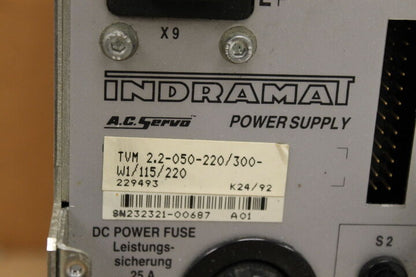 X9
INDRAMAT
A.C. Servo POWER SUPPLY
TVM 2.2-050-220/300-
W1/115/220
229493 K24/92
SN232321-00687 A01
DC POWER FUSE
Leistungs-
sicherung
25 A
S2